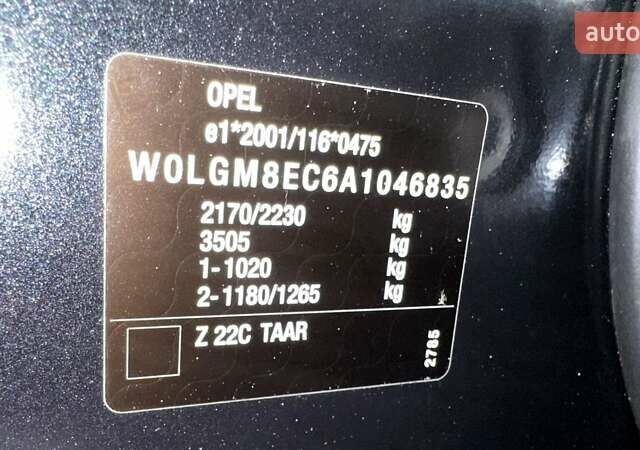 auto
OPEL
e1*2001/116*0475
W0LGM8EC6A1046835
2170/2230 kg
3505 kg
1-1020 kg
2-1180/1265 kg
Z 22C TAAR
2785